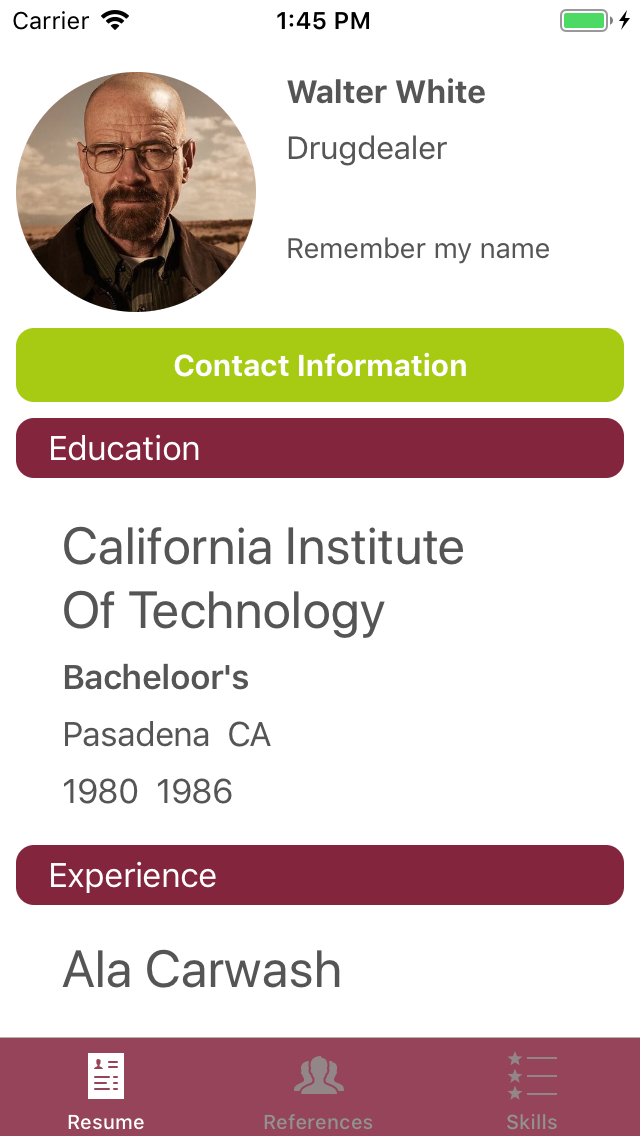 Carrier 1:45 PM
Walter White
Drugdealer
Remember my name
Contact Information
Education
California Institute
Of Technology
Bacheloor's
Pasadena CA
1980 1986
Experience
Ala Carwash
Resume References Skills